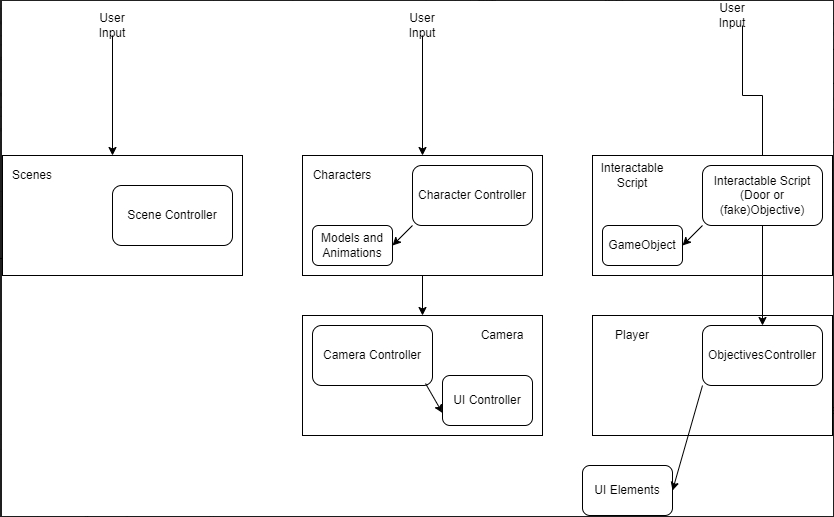 User
Input
User
Input
User
Input
Scenes
Scene Controller
Characters
Character Controller
Models and
Animations
Interactable
Script
Interactable Script
(Door or
(fake)Objective)
GameObject
Camera Controller
Camera
UI Controller
Player
ObjectivesController
UI Elements